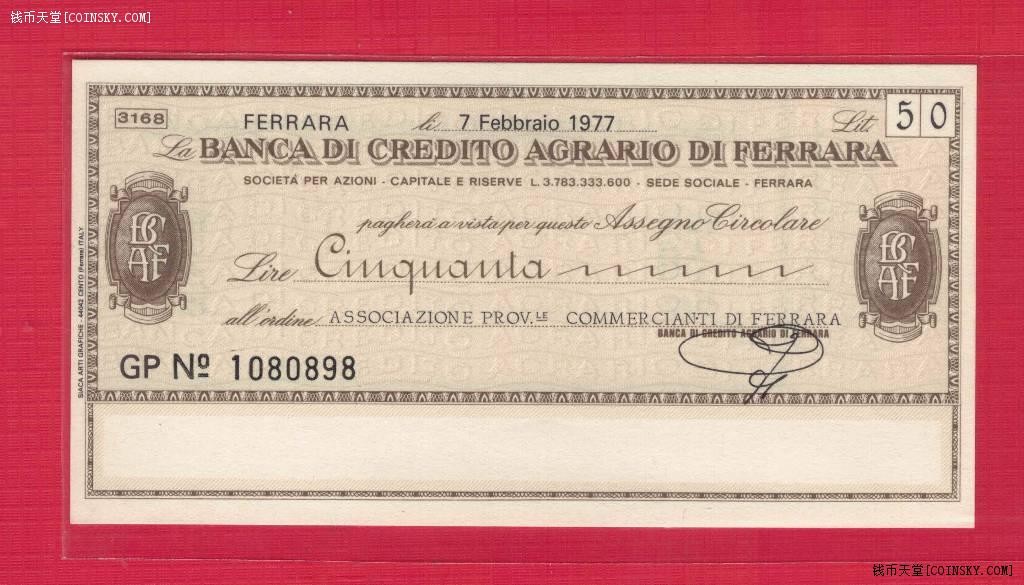 钱币天堂[COINSKY.COM]
3168 FERRARA li 7 Febbraio 1977 Lit. 50
La BANCA DI CREDITO AGRARIO DI FERRARA
SOCIETÀ PER AZIONI - CAPITALE E RISERVE L. 3.783.333.600 - SEDE SOCIALE - FERRARA
pagherà a vista per questo Assegno Circolare
BCAF
BCAF
Lire Cinquanta
all'ordine ASSOCIAZIONE PROV.LE COMMERCIANTI DI FERRARA
BANCA DI CREDITO AGRARIO DI FERRARA
GP Nº 1080898
SIACA ARTI GRAFICHE - 44042 CENTO (Ferrara) ITALY
钱币天堂[COINSKY.COM]